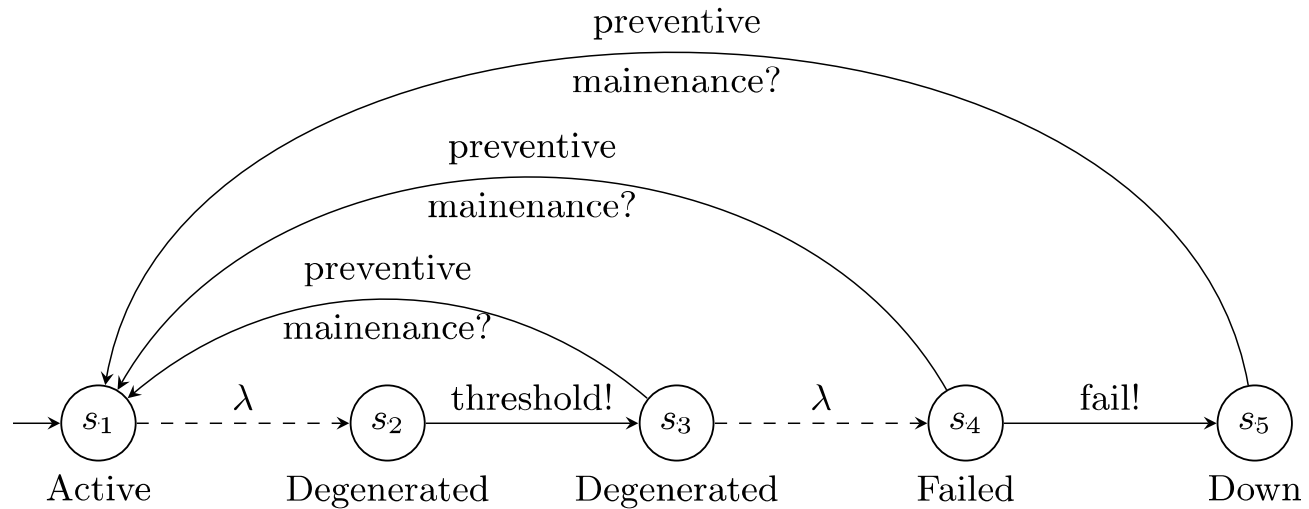 preventive
mainenance?
preventive
mainenance?
preventive
mainenance?
λ threshold! λ fail!
s1 s2 s3 s4 s5
Active Degenerated Degenerated Failed Down